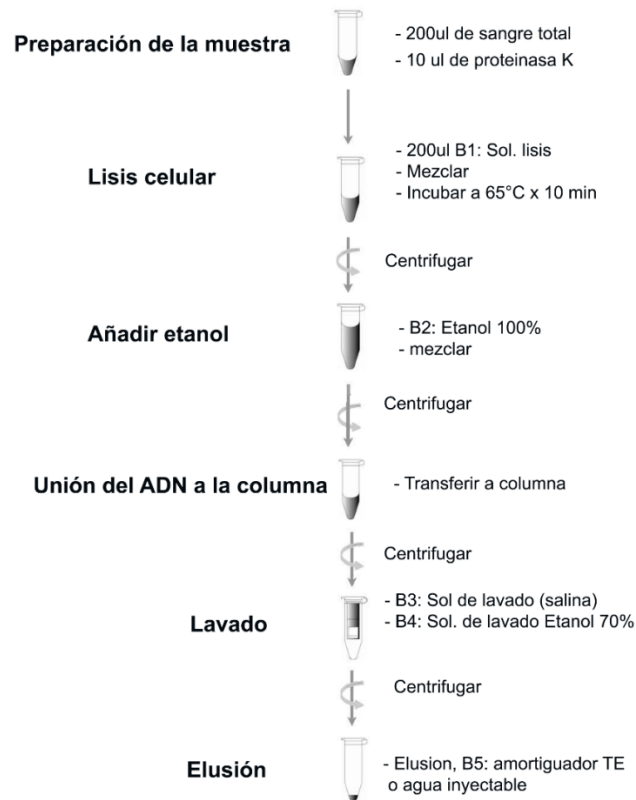 Preparación de la muestra
- 200ul de sangre total
- 10 ul de proteinasa K
Lisis celular
- 200ul B1: Sol. lisis
- Mezclar
- Incubar a 65°C x 10 min
Centrifugar
Añadir etanol
- B2: Etanol 100%
- mezclar
Centrifugar
Unión del ADN a la columna
- Transferir a columna
Centrifugar
Lavado
- B3: Sol de lavado (salina)
- B4: Sol. de lavado Etanol 70%
Centrifugar
Elusión
- Elusion, B5: amortiguador TE
o agua inyectable